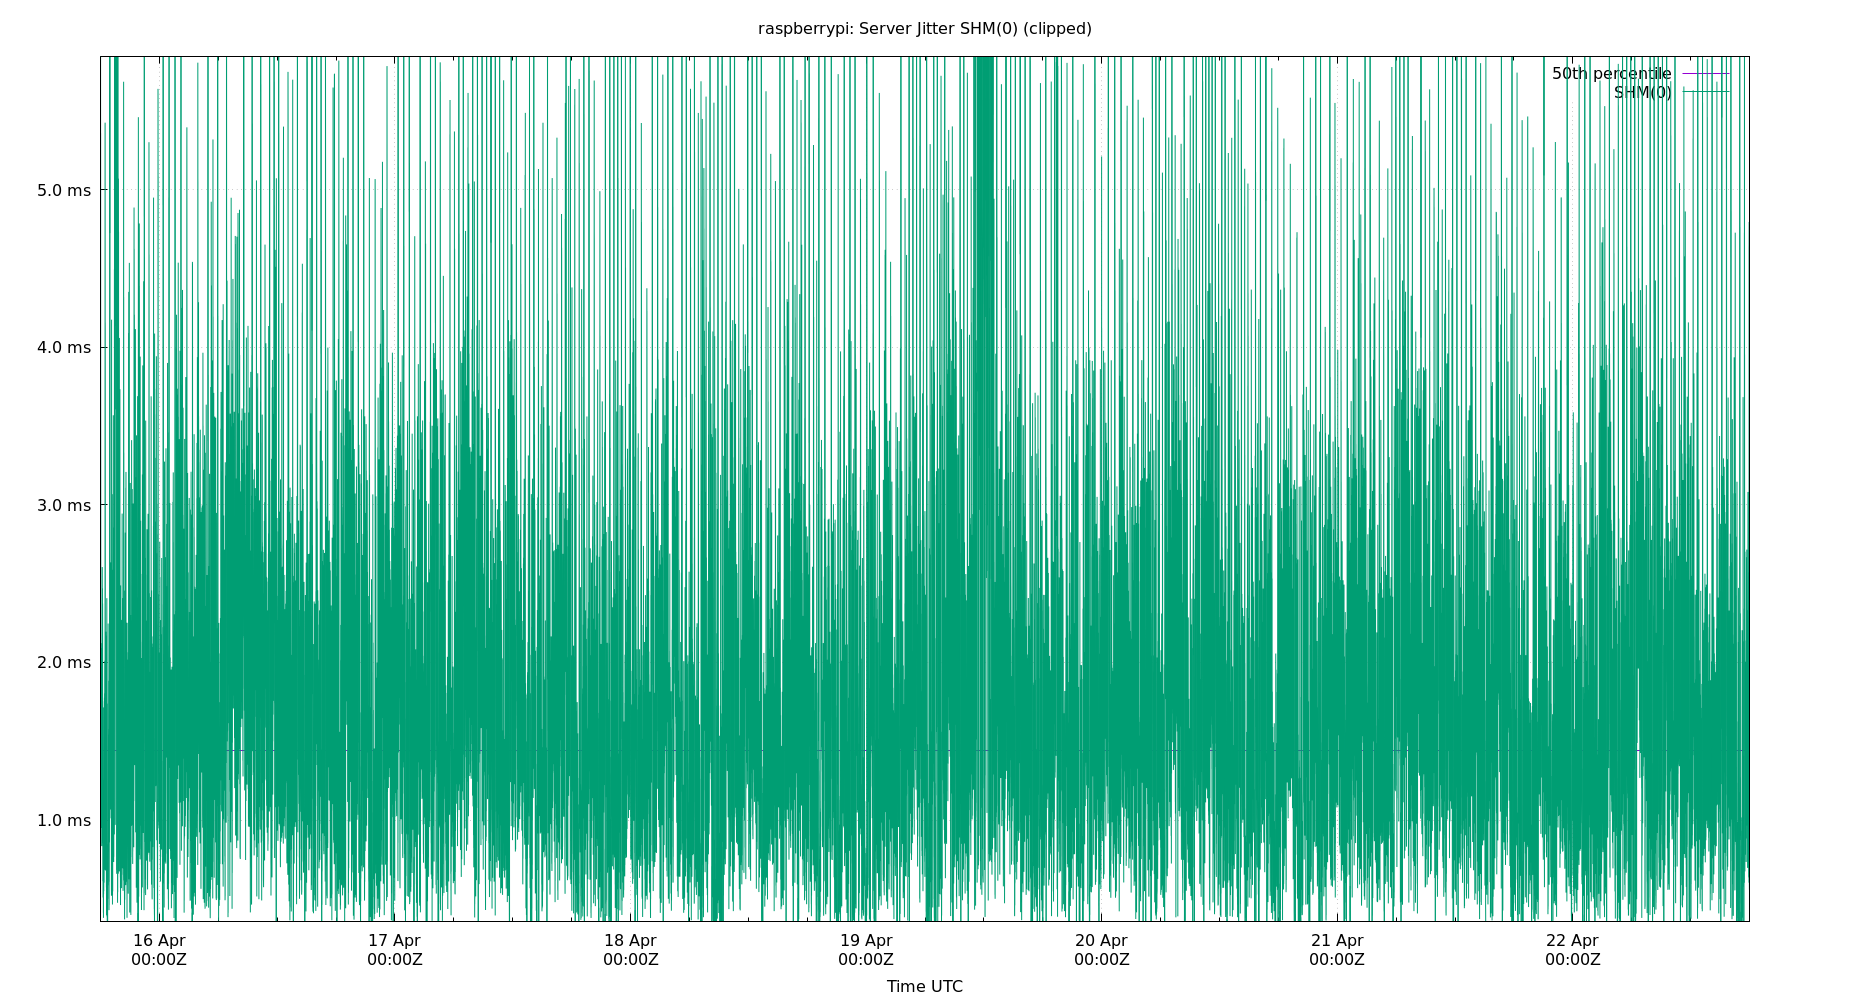 raspberrypi: Server Jitter SHM(0) (clipped)
50th percentile
SHM(0)
5.0 ms
4.0 ms
3.0 ms
2.0 ms
1.0 ms
16 Apr 17 Apr 18 Apr 19 Apr 20 Apr 21 Apr 22 Apr
00:00Z 00:00Z 00:00Z 00:00Z 00:00Z 00:00Z 00:00Z
Time UTC